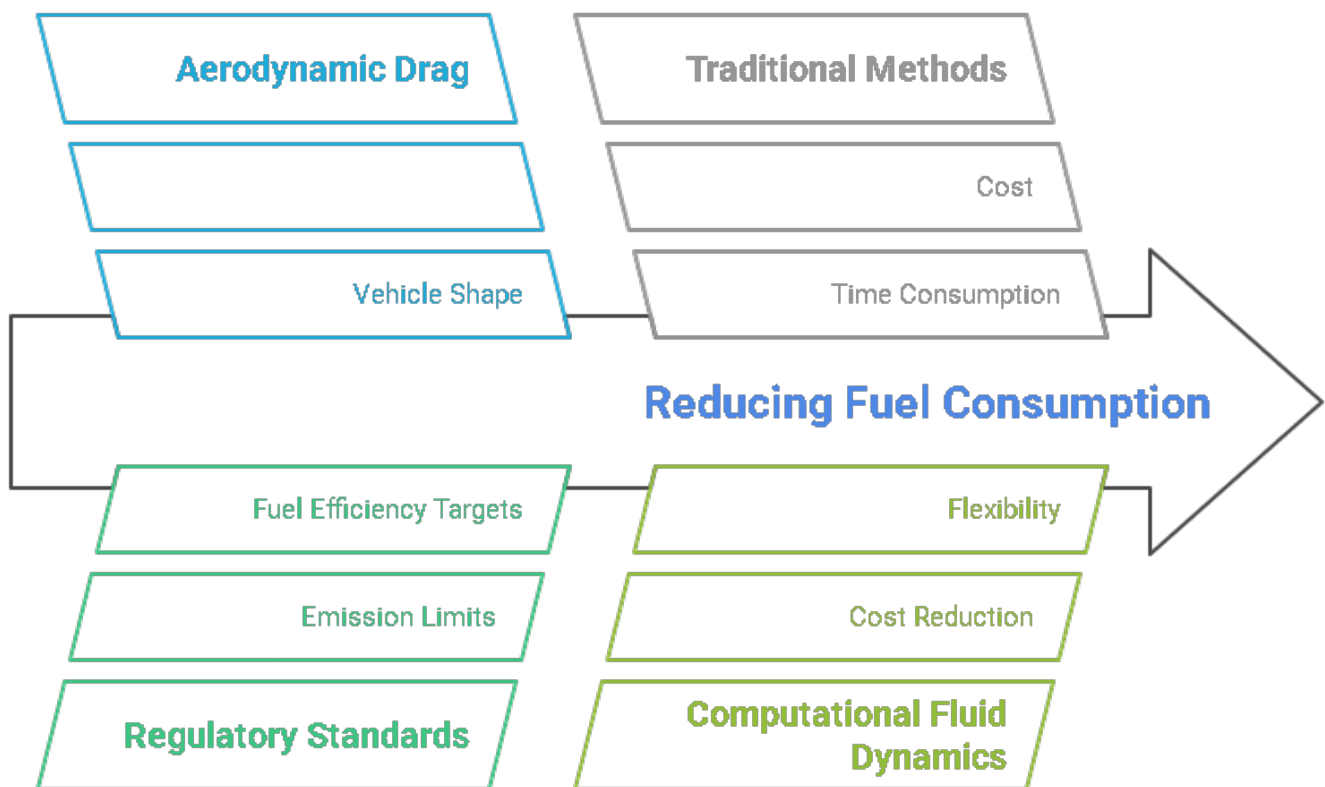 Aerodynamic Drag
Traditional Methods
Cost
Vehicle Shape
Time Consumption
Reducing Fuel Consumption
Fuel Efficiency Targets
Flexibility
Emission Limits
Cost Reduction
Regulatory Standards
Computational Fluid
Dynamics